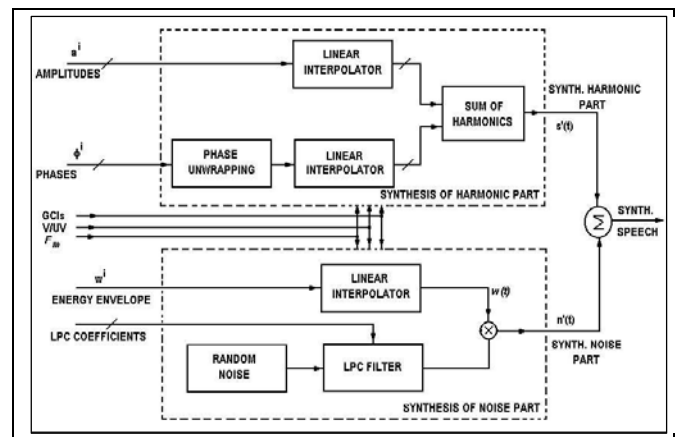 a i
AMPLITUDES
LINEAR
INTERPOLATOR
SUM OF
HARMONICS
SYNTH. HARMONIC
PART
s'(t)
ϕ i
PHASES
PHASE
UNWRAPPING
LINEAR
INTERPOLATOR
SYNTHESIS OF HARMONIC PART
GCIs
V/UV
Σ
SYNTH.
SPEECH
w i
ENERGY ENVELOPE
LINEAR
INTERPOLATOR
w(t)
LPC COEFFICIENTS
RANDOM
NOISE
LPC FILTER
×
n'(t)
SYNTH. NOISE
PART
SYNTHESIS OF NOISE PART